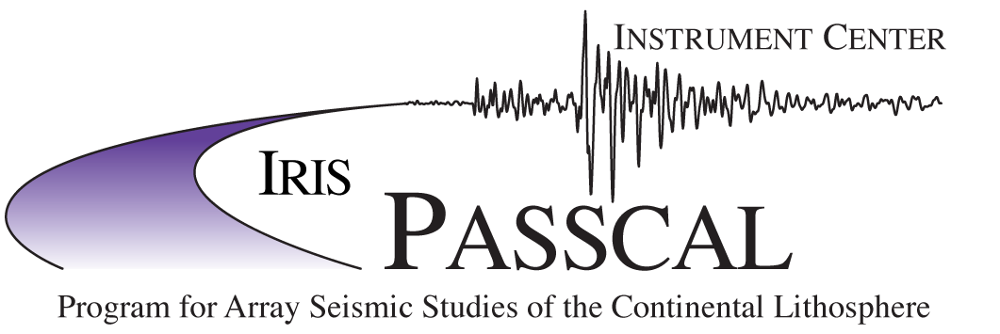 INSTRUMENT CENTER
IRIS
PASSCAL
Program for Array Seismic Studies of the Continental Lithosphere